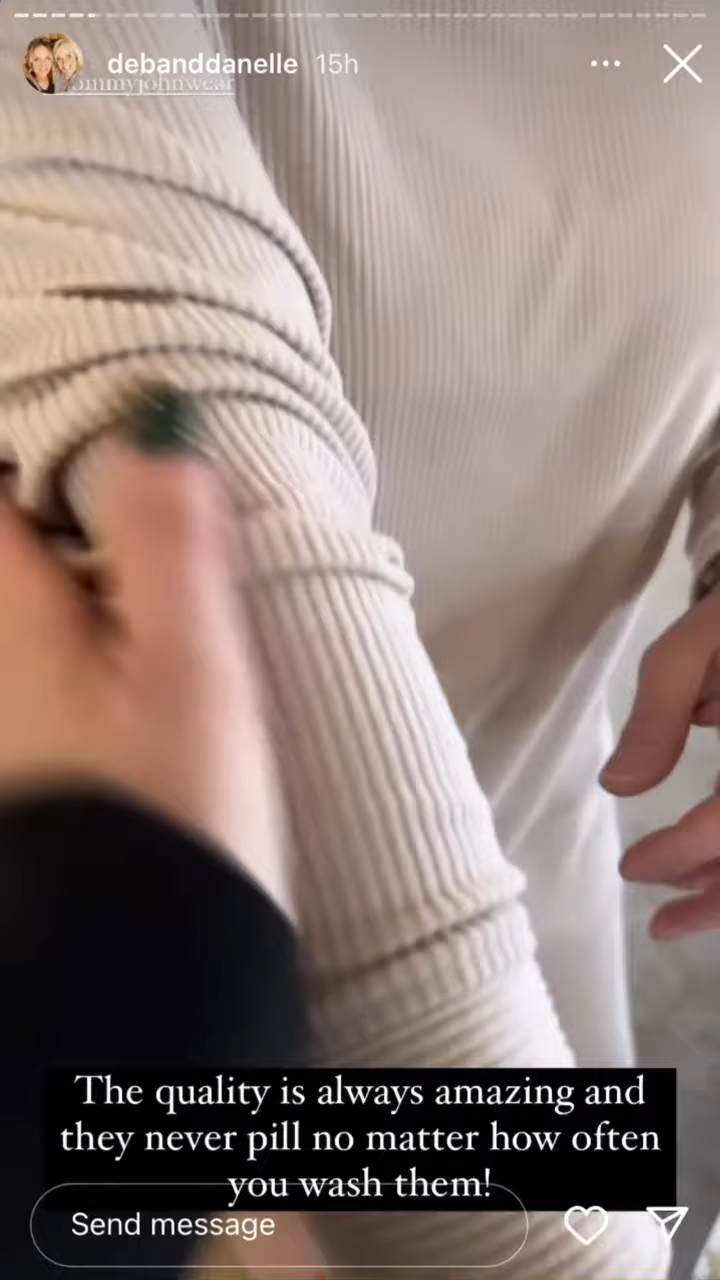 debanddanelle 15h
ommyjohnwear
The quality is always amazing and
they never pill no matter how often
you wash them!
Send message